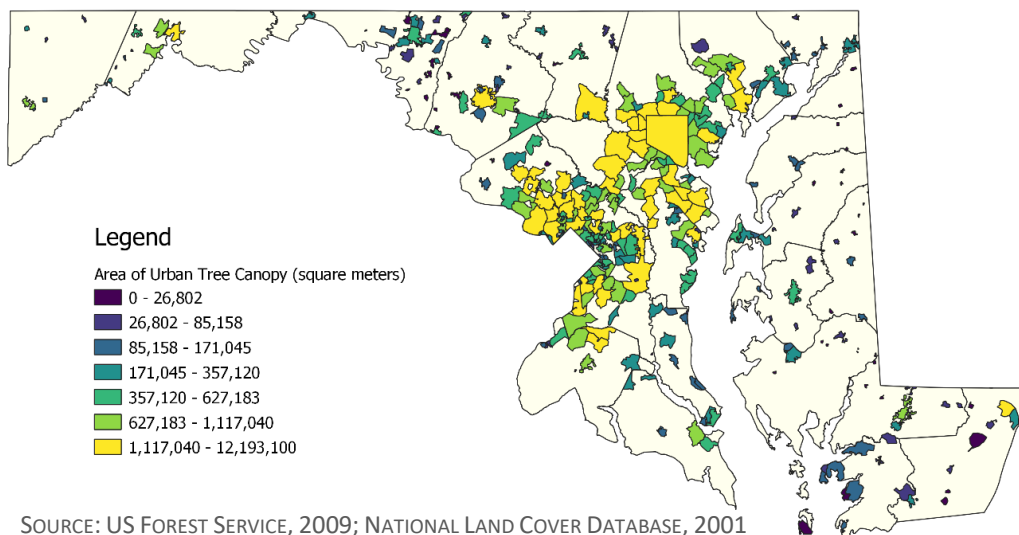 Legend
Area of Urban Tree Canopy (square meters)
0 - 26,802
26,802 - 85,158
85,158 - 171,045
171,045 - 357,120
357,120 - 627,183
627,183 - 1,117,040
1,117,040 - 12,193,100
SOURCE: US FOREST SERVICE, 2009; NATIONAL LAND COVER DATABASE, 2001